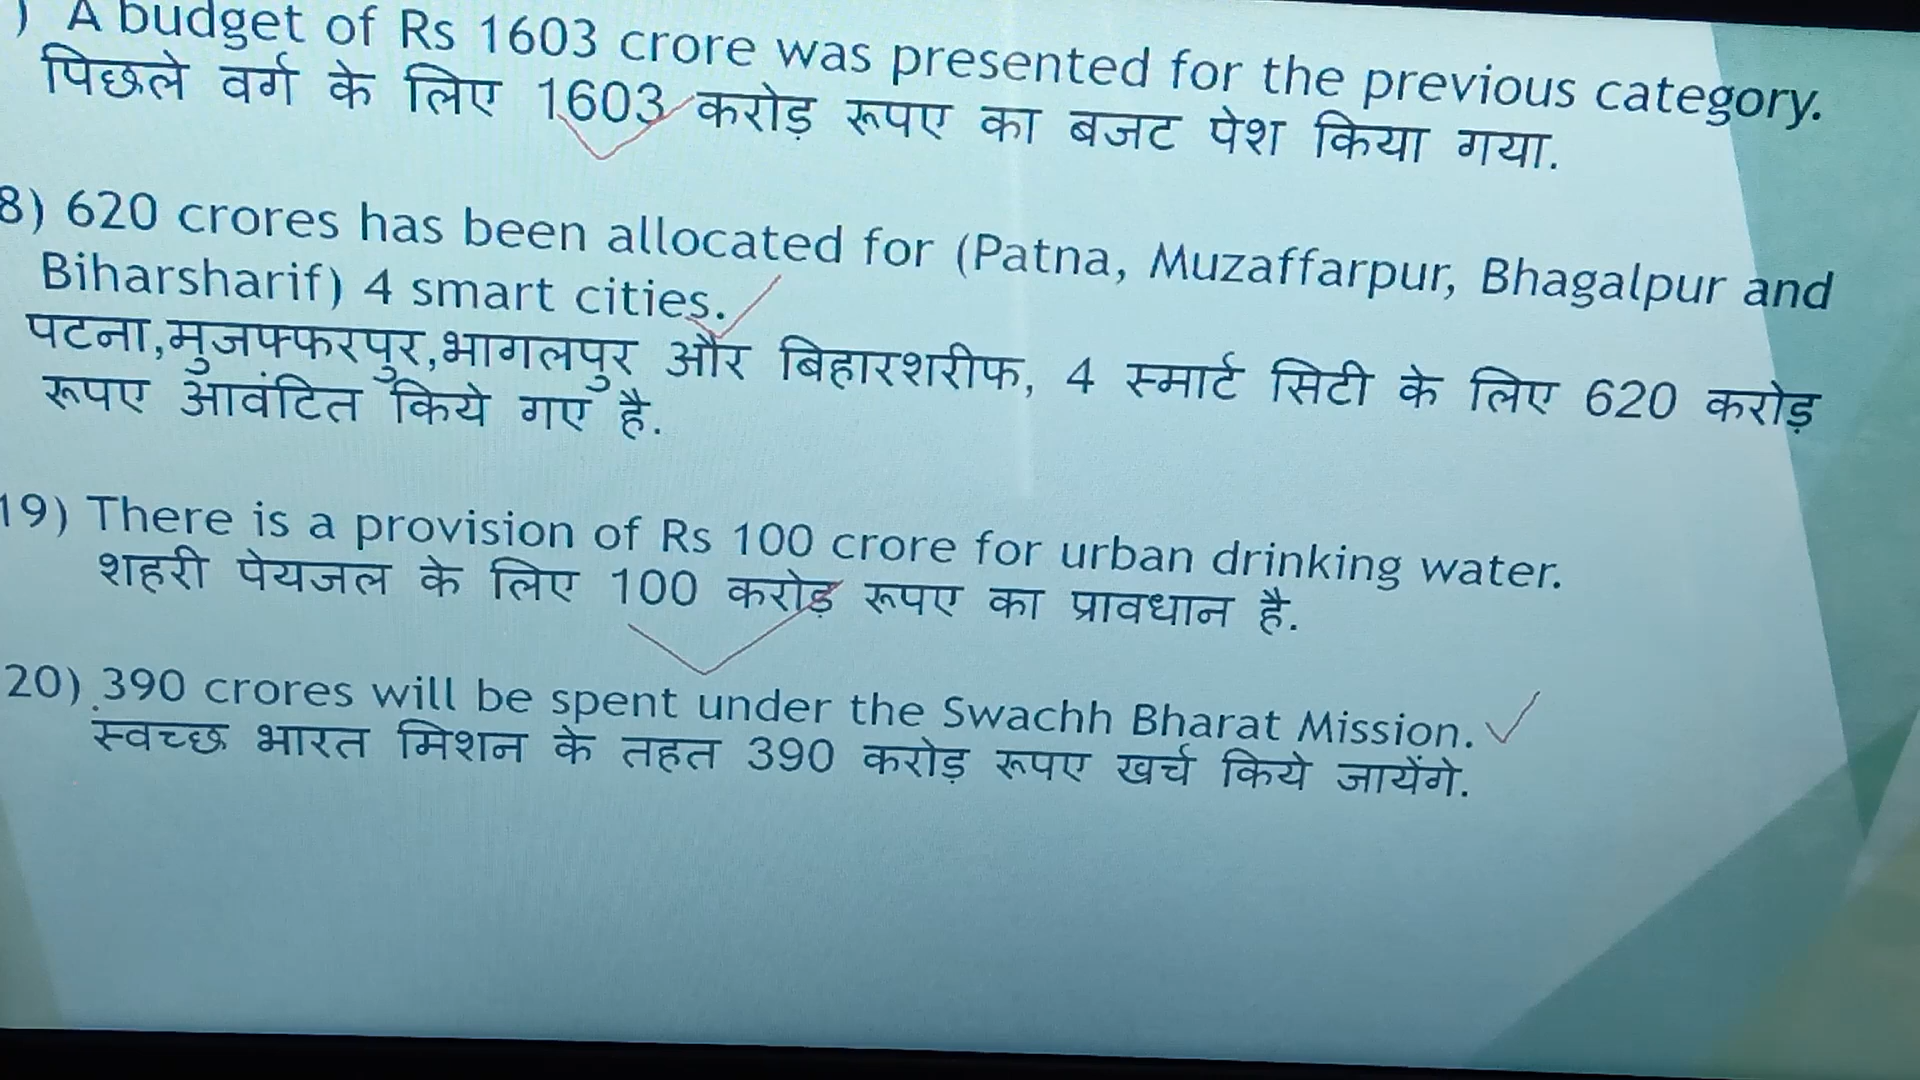 ) A budget of Rs 1603 crore was presented for the previous category.
पिछले वर्ग के लिए 1603 करोड़ रूपए का बजट पेश किया गया.
8) 620 crores has been allocated for (Patna, Muzaffarpur, Bhagalpur and
Biharsharif) 4 smart cities.
पटना,मुजफ्फरपुर,भागलपुर और बिहारशरीफ, 4 स्मार्ट सिटी के लिए 620 करोड़
रूपए आवंटित किये गए है.
19) There is a provision of Rs 100 crore for urban drinking water.
शहरी पेयजल के लिए 100 करोड़ रूपए का प्रावधान है.
20) 390 crores will be spent under the Swachh Bharat Mission.
स्वच्छ भारत मिशन के तहत 390 करोड़ रूपए खर्च किये जायेंगे.